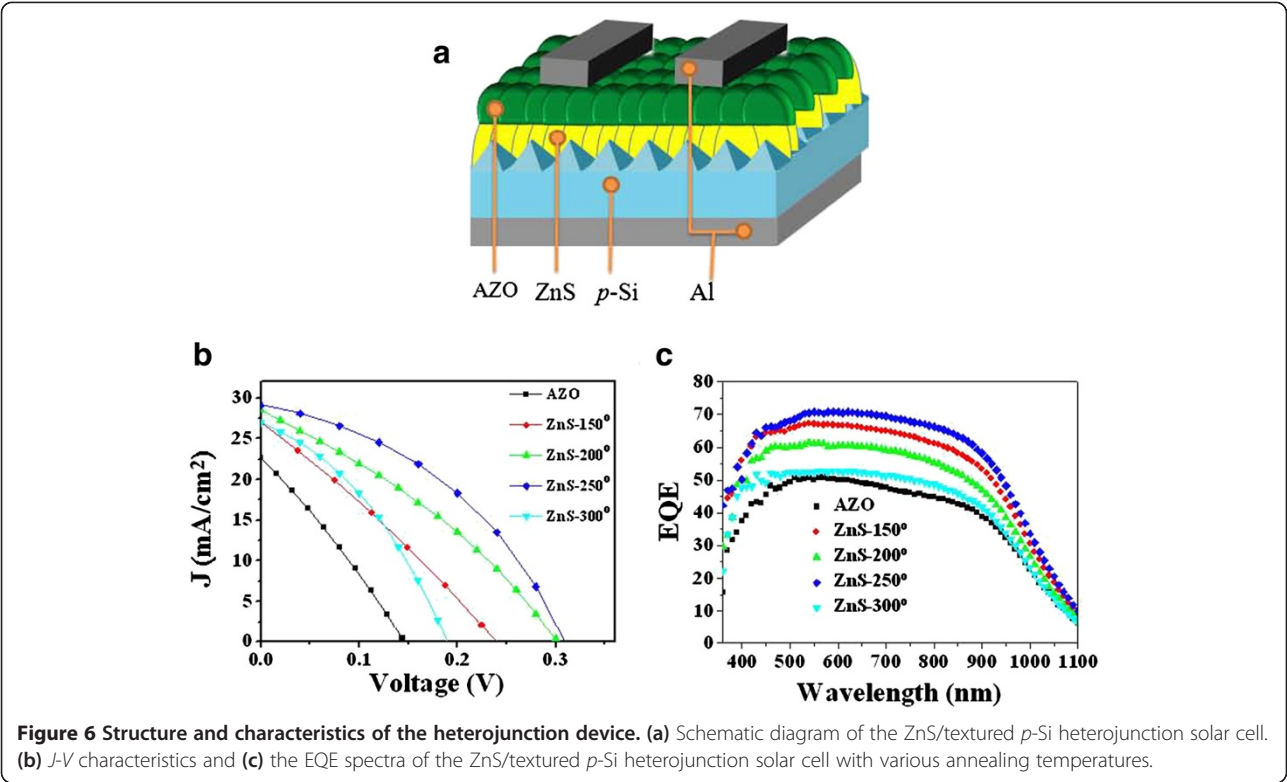 a
AZO ZnS p-Si Al
b
J (mA/cm2)
30
25
20
15
10
5
0
0.0 0.1 0.2 0.3
Voltage (V)
AZO
ZnS-150°
ZnS-200°
ZnS-250°
ZnS-300°
c
EQE
80
70
60
50
40
30
20
10
0
400 500 600 700 800 900 1000 1100
Wavelength (nm)
AZO
ZnS-150°
ZnS-200°
ZnS-250°
ZnS-300°
Figure 6 Structure and characteristics of the heterojunction device. (a) Schematic diagram of the ZnS/textured p-Si heterojunction solar cell.
(b) J-V characteristics and (c) the EQE spectra of the ZnS/textured p-Si heterojunction solar cell with various annealing temperatures.